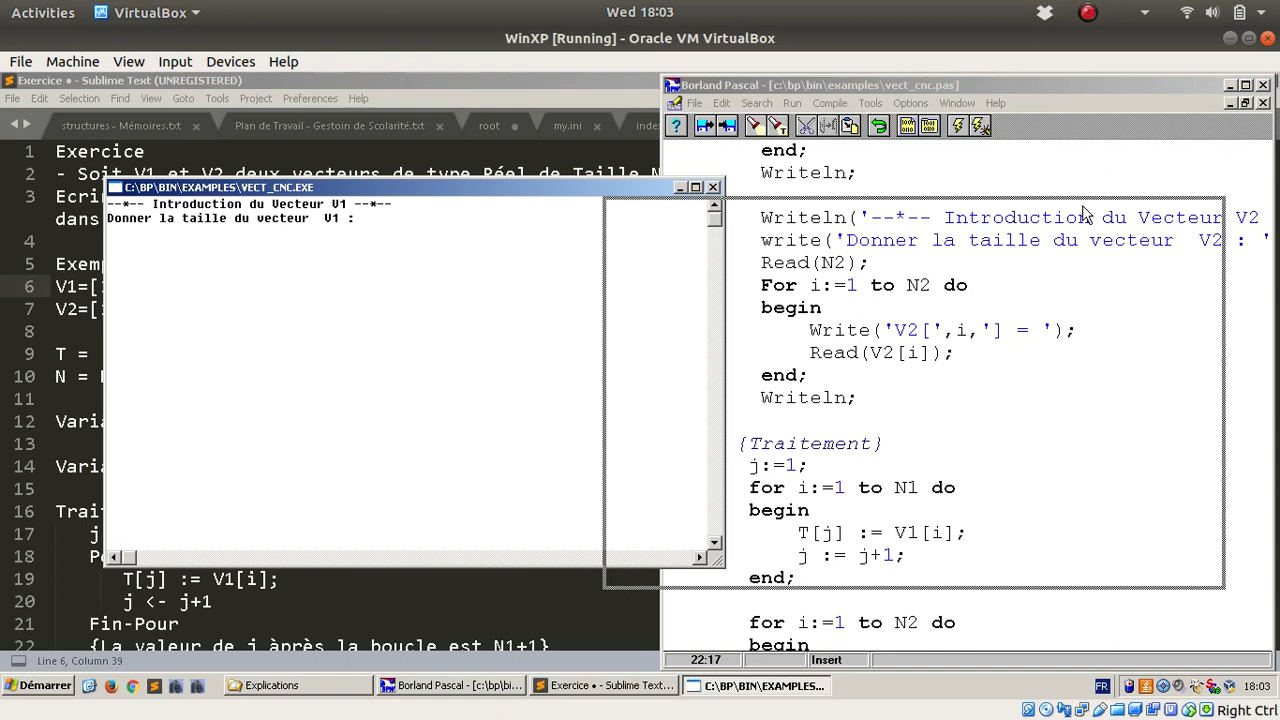 Activities VirtualBox Wed 18:03
WinXP [Running] - Oracle VM VirtualBox
File Machine View Input Devices Help
Exercice • - Sublime Text (UNREGISTERED)
File Edit Selection Find View Goto Tools Project Preferences Help
structures - Mémoires.txt Plan de Travail - Gestoin de Scolarité.txt root my.ini index
1 Exercice
2 - Soit V1 et V2 deux vecteurs de type Réel de Taille N
3 Ecrir
dans
4
5 Exemp
6 V1=[
7 V2=[
8
9 T =
10 N =
11
12 Varia
13
14 Varia
15
16 Trai
17 j
18 Po
19 T[j] := V1[i];
20 j <- j+1
21 Fin-Pour
22 {La valeur de j àprès la boucle est N1+1}
Line 6, Column 39
C:\BP\BIN\EXAMPLES\VECT_CNC.EXE
--*-- Introduction du Vecteur V1 --*--
Donner la taille du vecteur V1 :
Borland Pascal - [c:\bp\bin\examples\vect_cnc.pas]
File Edit Search Run Compile Tools Options Window Help
end;
Writeln;
Writeln('--*-- Introduction du Vecteur V2
write('Donner la taille du vecteur V2 : '
Read(N2);
For i:=1 to N2 do
begin
Write('V2[',i,'] = ');
Read(V2[i]);
end;
Writeln;
{Traitement}
j:=1;
for i:=1 to N1 do
begin
T[j] := V1[i];
j := j+1;
end;
for i:=1 to N2 do
begin
22:17 Insert
Démarrer Explications Borland Pascal - [c:\bp\bi... Exercice • - Sublime Text... C:\BP\BIN\EXAMPLES... FR 18:03
Right Ctrl